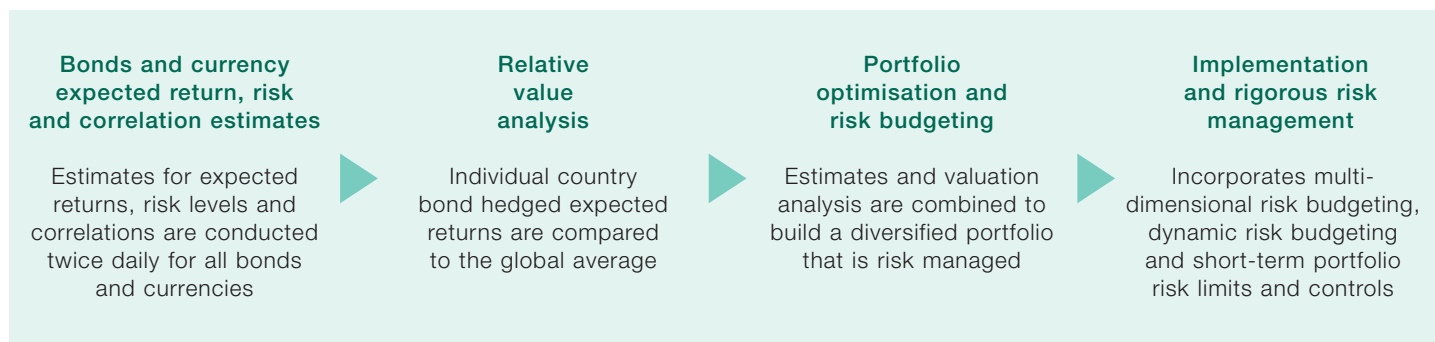 Bonds and currency
expected return, risk
and correlation estimates
Estimates for expected
returns, risk levels and
correlations are conducted
twice daily for all bonds
and currencies
Relative
value
analysis
Individual country
bond hedged expected
returns are compared
to the global average
Portfolio
optimisation and
risk budgeting
Estimates and valuation
analysis are combined to
build a diversified portfolio
that is risk managed
Implementation
and rigorous risk
management
Incorporates multi-
dimensional risk budgeting,
dynamic risk budgeting
and short-term portfolio
risk limits and controls